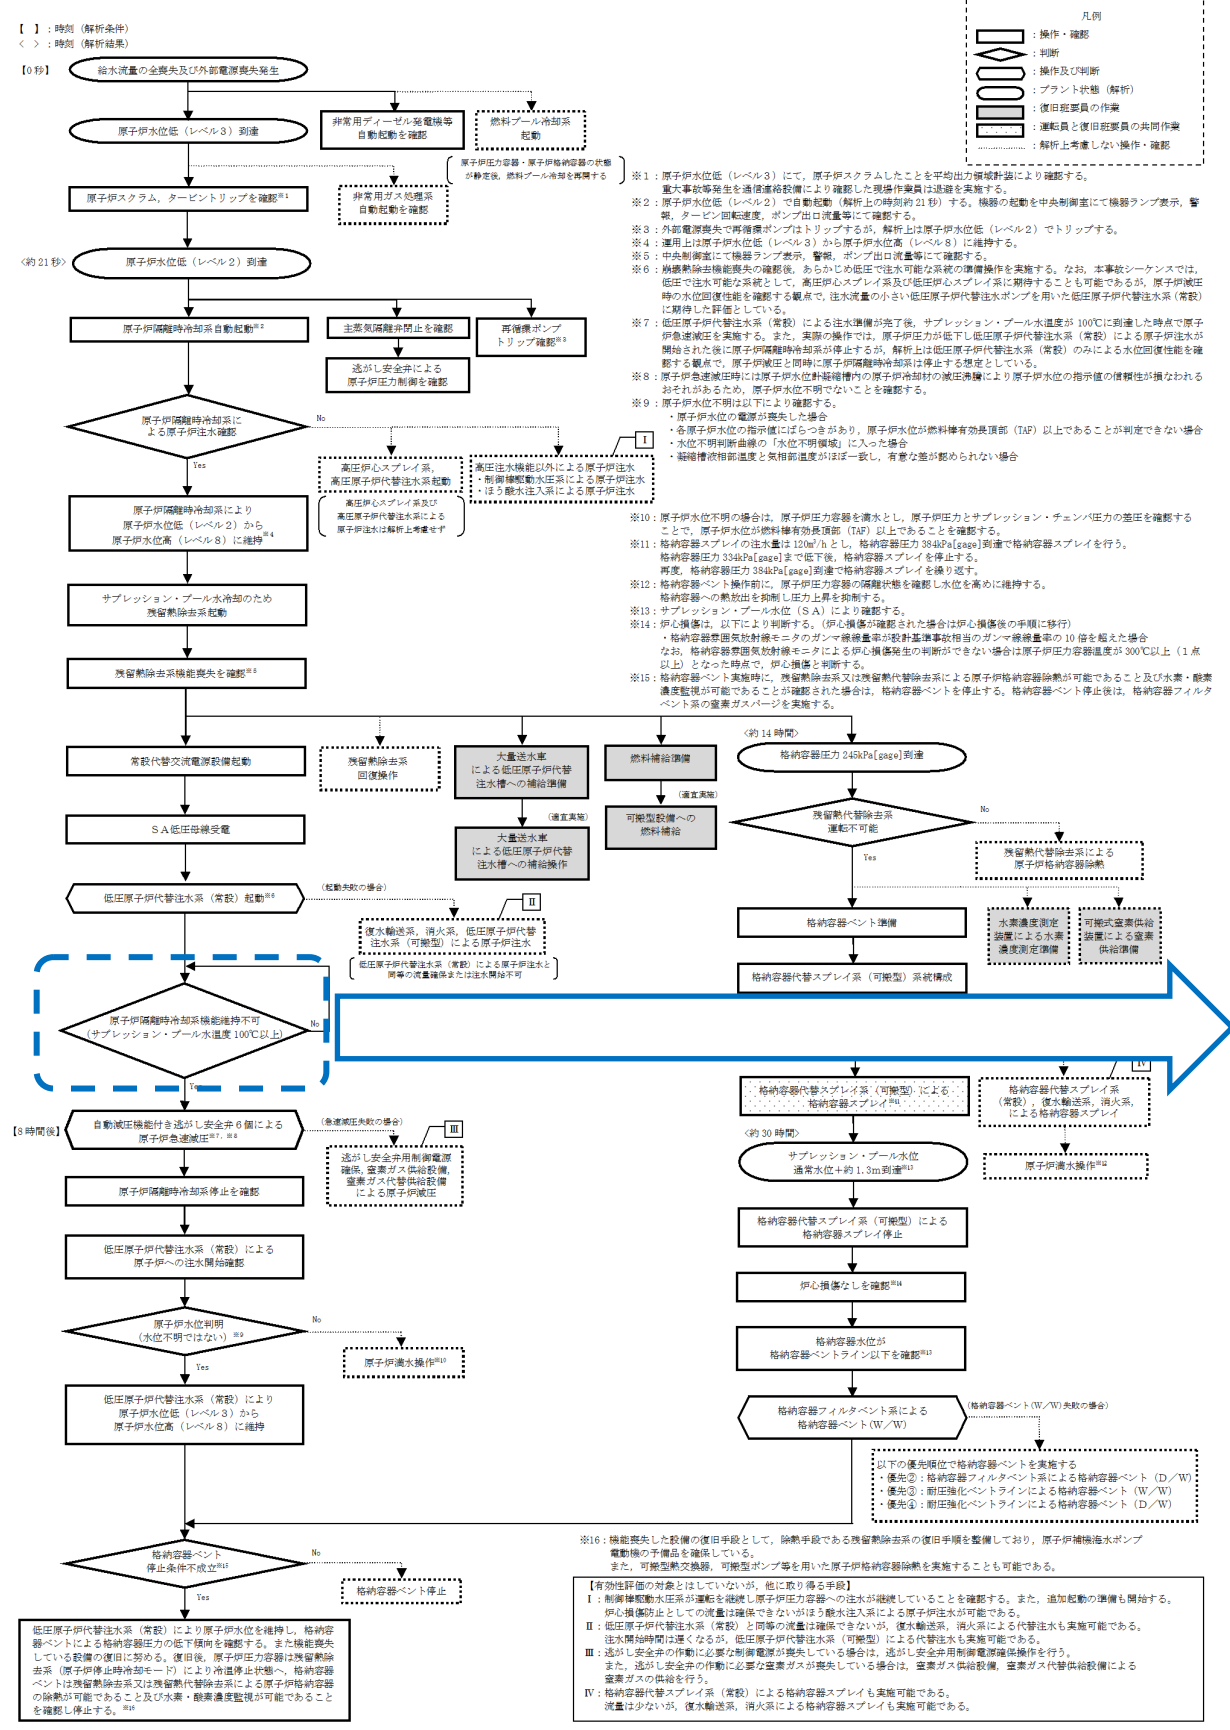 【　】：時刻（解析条件）
＜　＞：時刻（解析結果）
凡例
：操作・確認
：判断
：操作及び判断
：プラント状態（解析）
：復旧班要員の作業
：運転員と復旧班要員の共同作業
：解析上考慮しない操作・確認
【0秒】
給水流量の全喪失及び外部電源喪失発生
原子炉水位低（レベル３）到達
非常用ディーゼル発電機等
自動起動を確認
燃料プール冷却系
起動
原子炉圧力容器・原子炉格納容器の状態
が静定後，燃料プール冷却を再開する
原子炉スクラム，タービントリップを確認※1
非常用ガス処理系
自動起動を確認
＜約21秒＞
原子炉水位低（レベル２）到達
原子炉隔離時冷却系自動起動※2
主蒸気隔離弁閉止を確認
再循環ポンプ
トリップ確認※3
逃がし安全弁による
原子炉圧力制御を確認
原子炉隔離時冷却系に
よる原子炉注水確認
No
Yes
高圧炉心スプレイ系，
高圧原子炉代替注水系起動
高圧炉心スプレイ系及び
高圧原子炉代替注水系による
原子炉注水は解析上考慮せず
Ⅰ
高圧注水機能以外による原子炉注水
・制御棒駆動水圧系による原子炉注水
・ほう酸水注入系による原子炉注水
原子炉隔離時冷却系により
原子炉水位低（レベル２）から
原子炉水位高（レベル８）に維持※4
サプレッション・プール水冷却のため
残留熱除去系起動
残留熱除去系機能喪失を確認※5
※１：原子炉水位低（レベル３）にて，原子炉スクラムしたことを平均出力領域計装により確認する。
重大事故等発生を通信連絡設備により確認した現場作業員は退避を実施する。
※２：原子炉水位低（レベル２）で自動起動（解析上の時刻約21秒）する。機器の起動を中央制御室にて機器ランプ表示，警
報，タービン回転速度，ポンプ出口流量等にて確認する。
※３：外部電源喪失で再循環ポンプはトリップするが，解析上は原子炉水位低（レベル２）でトリップする。
※４：運用上は原子炉水位低（レベル３）から原子炉水位高（レベル８）に維持する。
※５：中央制御室にて機器ランプ表示，警報，ポンプ出口流量等にて確認する。
※６：崩壊熱除去機能喪失の確認後，あらかじめ低圧で注水可能な系統の準備操作を実施する。なお，本事故シーケンスでは，
低圧で注水可能な系統として，高圧炉心スプレイ系及び低圧炉心スプレイ系に期待することも可能であるが，原子炉減圧
時の水位回復性能を確認する観点で，注水流量の小さい低圧原子炉代替注水ポンプを用いた低圧原子炉代替注水系（常設）
に期待した評価としている。
※７：低圧原子炉代替注水系（常設）による注水準備が完了後，サプレッション・プール水温度が100℃に到達した時点で原子
炉急速減圧を実施する。また，実際の操作では，原子炉圧力が低下し低圧原子炉代替注水系（常設）による原子炉注水が
開始された後に原子炉隔離時冷却系が停止するが，解析上は低圧原子炉代替注水系（常設）のみによる水位回復性能を確
認する観点で，原子炉減圧と同時に原子炉隔離時冷却系は停止する想定としている。
※８：原子炉急速減圧時には原子炉水位計凝縮槽内の原子炉冷却材の減圧沸騰により原子炉水位の指示値の信頼性が損なわれる
おそれがあるため，原子炉水位不明でないことを確認する。
※９：原子炉水位不明は以下により確認する。
・原子炉水位の電源が喪失した場合
・各原子炉水位の指示値にばらつきがあり，原子炉水位が燃料棒有効長頂部（TAF）以上であることが判定できない場合
・水位不明判断曲線の「水位不明領域」に入った場合
・凝縮槽液相部温度と気相部温度がほぼ一致し，有意な差が認められない場合
※10：原子炉水位不明の場合は，原子炉圧力容器を満水とし，原子炉圧力とサプレッション・チェンバ圧力の差圧を確認する
ことで，原子炉水位が燃料棒有効長頂部（TAF）以上であることを確認する。
※11：格納容器スプレイの注水量は120m³/hとし，格納容器圧力384kPa[gage]到達で格納容器スプレイを行う。
格納容器圧力334kPa[gage]まで低下後，格納容器スプレイを停止する。
再度，格納容器圧力384kPa[gage]到達で格納容器スプレイを繰り返す。
※12：格納容器ベント操作前に，原子炉圧力容器の隔離状態を確認し水位を高めに維持する。
格納容器への熱放出を抑制し圧力上昇を抑制する。
※13：サプレッション・プール水位（ＳＡ）により確認する。
※14：炉心損傷は，以下により判断する。（炉心損傷が確認された場合は炉心損傷後の手順に移行）
・格納容器雰囲気放射線モニタのガンマ線線量率が設計基準事故相当のガンマ線線量率の10倍を超えた場合
なお，格納容器雰囲気放射線モニタによる炉心損傷発生の判断ができない場合は原子炉圧力容器温度が300℃以上（１点
以上）となった時点で，炉心損傷と判断する。
※15：格納容器ベント実施時に，残留熱除去系又は残留熱代替除去系による原子炉格納容器除熱が可能であること及び水素・酸素
濃度監視が可能であることが確認された場合は，格納容器ベントを停止する。格納容器ベント停止後は，格納容器フィルタ
ベント系の窒素ガスパージを実施する。
常設代替交流電源設備起動
残留熱除去系
回復操作
大量送水車
による低圧原子炉代替
注水槽への補給準備
（適宜実施）
大量送水車
による低圧原子炉代替
注水槽への補給操作
燃料補給準備
（適宜実施）
可搬型設備への
燃料補給
＜約14時間＞
格納容器圧力245kPa[gage]到達
残留熱代替除去系
運転不可能
No
Yes
残留熱代替除去系による
原子炉格納容器除熱
ＳＡ低圧母線受電
低圧原子炉代替注水系（常設）起動※6
（起動失敗の場合）
Ⅱ
復水輸送系，消火系，低圧原子炉代替
注水系（可搬型）による原子炉注水
低圧原子炉代替注水系（常設）による原子炉注水と
同等の流量確保または注水開始不可
格納容器ベント準備
水素濃度測定
装置による水素
濃度測定準備
可搬式窒素供給
装置による窒素
供給準備
格納容器代替スプレイ系（可搬型）系統構成
原子炉隔離時冷却系機能維持不可
（サプレッション・プール水温度100℃以上）
No
Yes
Ⅳ
格納容器代替スプレイ系（可搬型）による
格納容器スプレイ※11
格納容器代替スプレイ系
（常設），復水輸送系，消火系，
による格納容器スプレイ
【8時間後】
自動減圧機能付き逃がし安全弁６個による
原子炉急速減圧※7，※8
（急速減圧失敗の場合）
Ⅲ
逃がし安全弁用制御電源
確保，窒素ガス供給設備，
窒素ガス代替供給設備
による原子炉減圧
＜約30時間＞
サプレッション・プール水位
通常水位＋約1.3m到達※13
原子炉満水操作※12
原子炉隔離時冷却系停止を確認
格納容器代替スプレイ系（可搬型）による
格納容器スプレイ停止
低圧原子炉代替注水系（常設）による
原子炉への注水開始確認
炉心損傷なしを確認※14
原子炉水位判明
（水位不明ではない）※9
No
Yes
原子炉満水操作※10
格納容器水位が
格納容器ベントライン以下を確認※13
低圧原子炉代替注水系（常設）により
原子炉水位低（レベル３）から
原子炉水位高（レベル８）に維持
格納容器フィルタベント系による
格納容器ベント（W／W）
（格納容器ベント(W／W)失敗の場合）
以下の優先順位で格納容器ベントを実施する
・優先②：格納容器フィルタベント系による格納容器ベント（Ｄ／W）
・優先③：耐圧強化ベントラインによる格納容器ベント（W／W）
・優先④：耐圧強化ベントラインによる格納容器ベント（Ｄ／W）
格納容器ベント
停止条件不成立※15
No
Yes
格納容器ベント停止
※16：機能喪失した設備の復旧手段として，除熱手段である残留熱除去系の復旧手順を整備しており，原子炉補機海水ポンプ
電動機の予備品を確保している。
また，可搬型熱交換器，可搬型ポンプ等を用いた原子炉格納容器除熱を実施することも可能である。
低圧原子炉代替注水系（常設）により原子炉水位を維持し，格納容
器ベントによる格納容器圧力の低下傾向を確認する。また機能喪失
している設備の復旧に努める。復旧後，原子炉圧力容器は残留熱除
去系（原子炉停止時冷却モード）により冷温停止状態へ，格納容器
ベントは残留熱除去系又は残留熱代替除去系による原子炉格納容器
の除熱が可能であること及び水素・酸素濃度監視が可能であること
を確認し停止する。※16
【有効性評価の対象とはしていないが，他に取り得る手段】
Ⅰ：制御棒駆動水圧系が運転を継続し原子炉圧力容器への注水が継続していることを確認する。また，追加起動の準備も開始する。
炉心損傷防止としての流量は確保できないがほう酸水注入系による原子炉注水が可能である。
Ⅱ：低圧原子炉代替注水系（常設）と同等の流量は確保できないが，復水輸送系，消火系による代替注水も実施可能である。
注水開始時間は遅くなるが，低圧原子炉代替注水系（可搬型）による代替注水も実施可能である。
Ⅲ：逃がし安全弁の作動に必要な制御電源が喪失している場合は，逃がし安全弁用制御電源確保操作を行う。
また，逃がし安全弁の作動に必要な窒素ガスが喪失している場合は，窒素ガス供給設備，窒素ガス代替供給設備による
窒素ガスの供給を行う。
Ⅳ：格納容器代替スプレイ系（常設）による格納容器スプレイも実施可能である。
流量は少ないが，復水輸送系，消火系による格納容器スプレイも実施可能である。